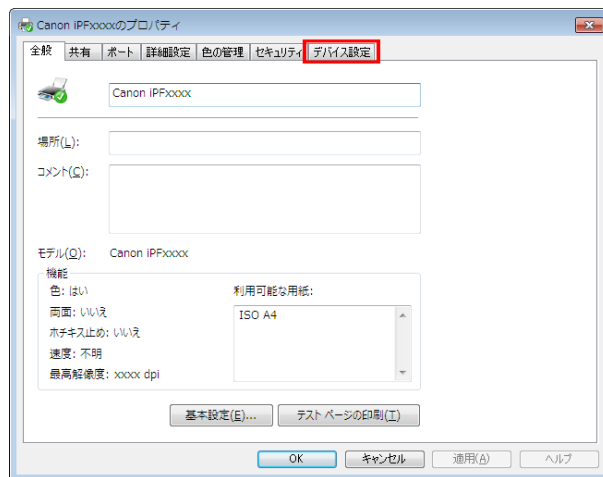 Canon iPFxxxxのプロパティ
全般 共有 ポート 詳細設定 色の管理 セキュリティ デバイス設定
Canon iPFxxxx
場所(L):
コメント(C):
モデル(O): Canon iPFxxxx
機能
色: はい 利用可能な用紙:
両面: いいえ ISO A4
ホチキス止め: いいえ
速度: 不明
最高解像度: xxxx dpi
基本設定(E)... テスト ページの印刷(T)
OK キャンセル 適用(A) ヘルプ